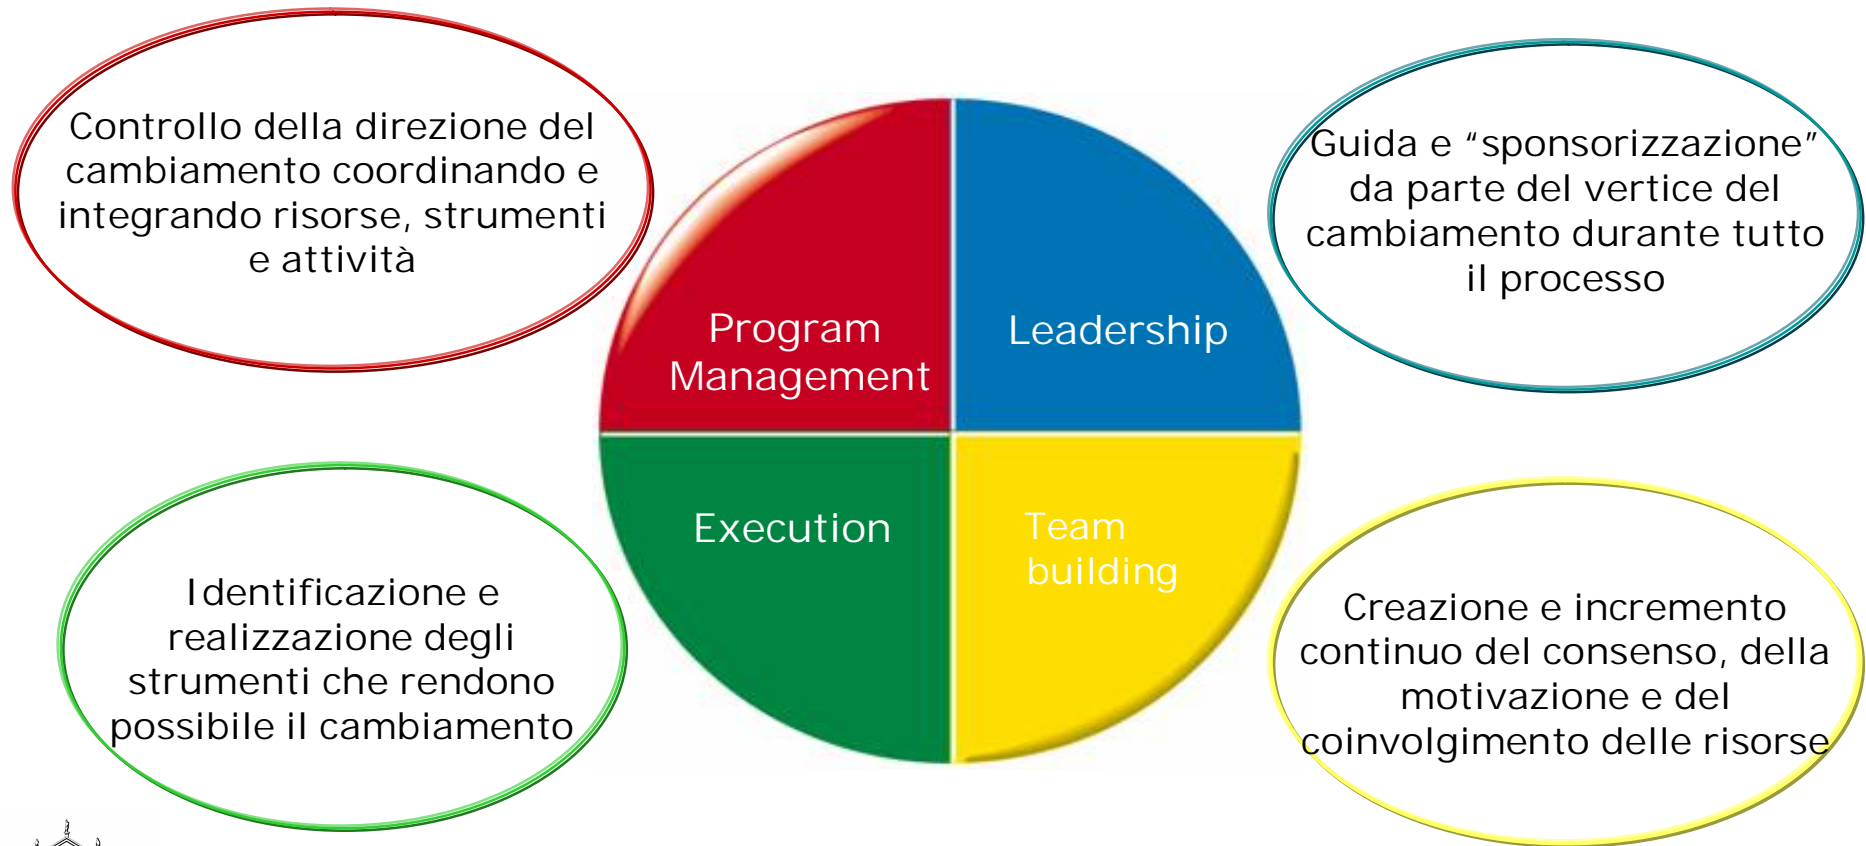 Controllo della direzione del
cambiamento coordinando e
integrando risorse, strumenti
e attività
Guida e “sponsorizzazione”
da parte del vertice del
cambiamento durante tutto
il processo
Program
Management
Leadership
Execution
Team
building
Identificazione e
realizzazione degli
strumenti che rendono
possibile il cambiamento
Creazione e incremento
continuo del consenso, della
motivazione e del
coinvolgimento delle risorse